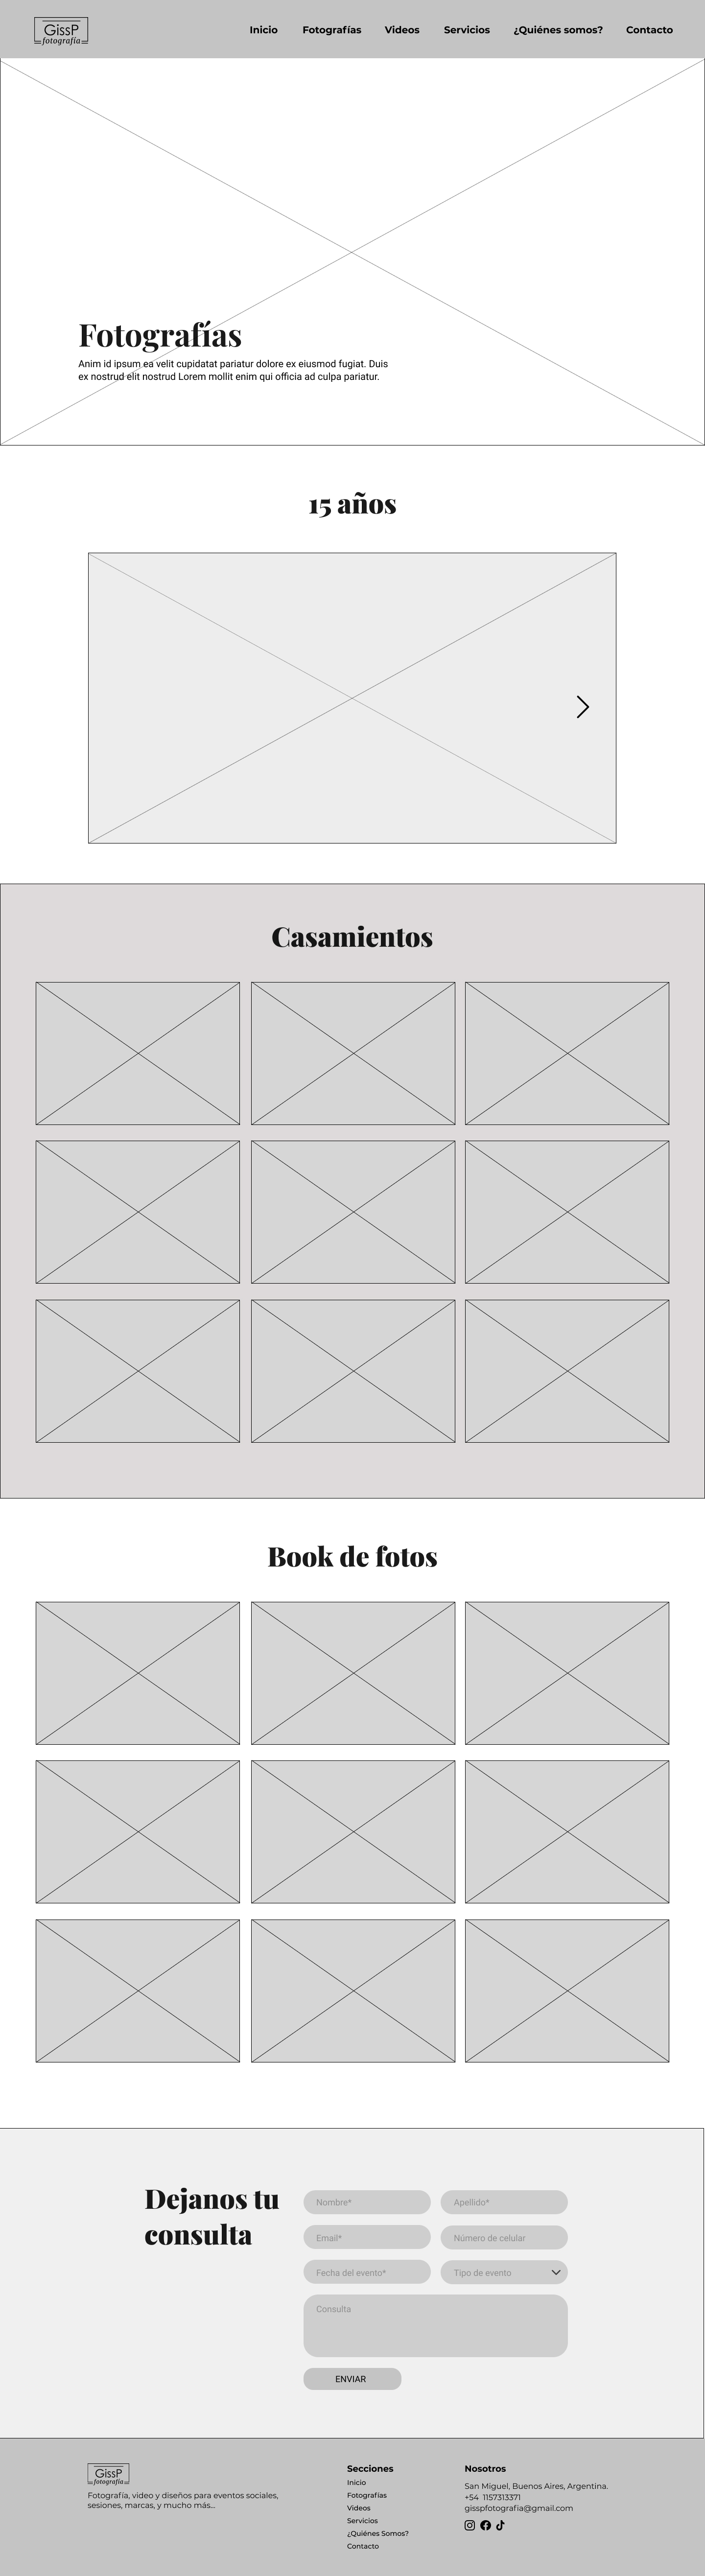 GissP
fotografía
Inicio
Fotografías
Videos
Servicios
¿Quiénes somos?
Contacto
Fotografías
Anim id ipsum ea velit cupidatat pariatur dolore ex eiusmod fugiat. Duis
ex nostrud elit nostrud Lorem mollit enim qui officia ad culpa pariatur.
15 años
Casamientos
Book de fotos
Dejanos tu
consulta
Nombre*
Apellido*
Email*
Número de celular
Fecha del evento*
Tipo de evento
Consulta
ENVIAR
GissP
fotografía
Fotografía, video y diseños para eventos sociales,
sesiones, marcas, y mucho más...
Secciones
Inicio
Fotografías
Videos
Servicios
¿Quiénes Somos?
Contacto
Nosotros
San Miguel, Buenos Aires, Argentina.
+54 1157313371
gisspfotografia@gmail.com